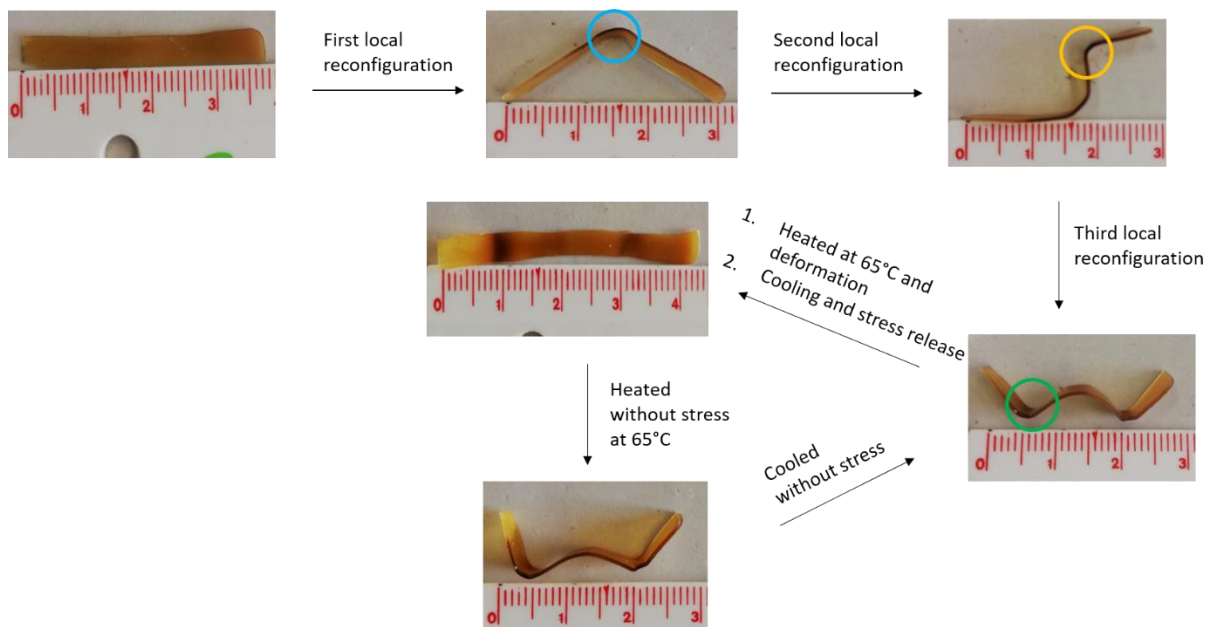 First local
reconfiguration
Second local
reconfiguration
0 1 2 3
0 1 2 3
0 1 2 3
Third local
reconfiguration
1. Heated at 65°C and
deformation
2. Cooling and stress release
0 1 2 3 4
0 1 2 3
Heated
without stress
at 65°C
Cooled
without stress
0 1 2 3